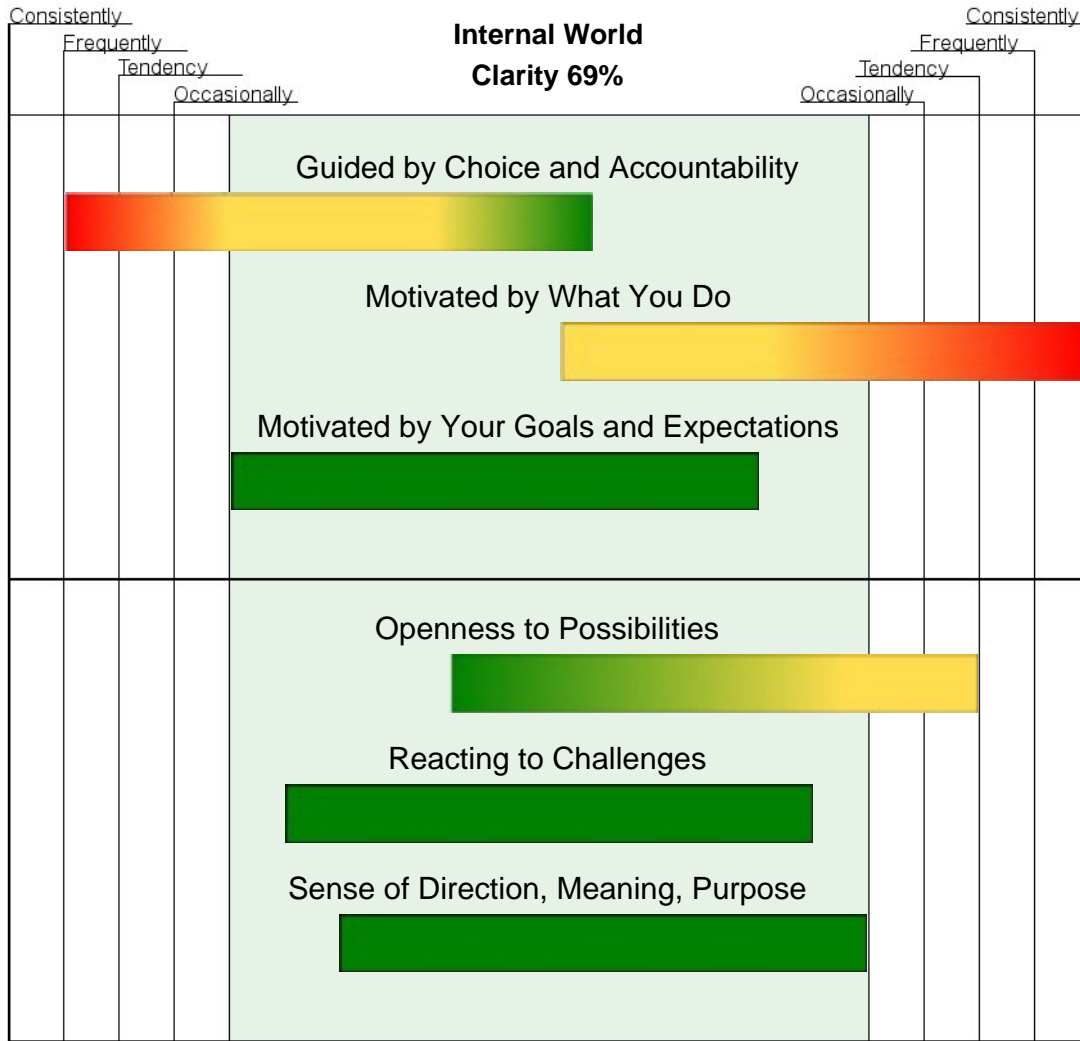 Consistently
Frequently
Tendency
Occasionally
Internal World
Clarity 69%
Consistently
Frequently
Tendency
Occasionally
Guided by Choice and Accountability
Motivated by What You Do
Motivated by Your Goals and Expectations
Openness to Possibilities
Reacting to Challenges
Sense of Direction, Meaning, Purpose